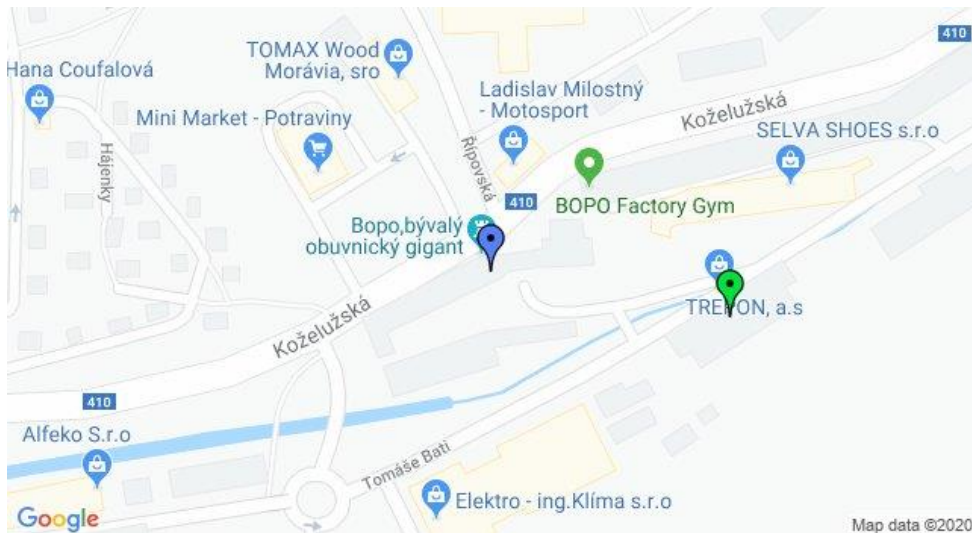 410
TOMAX Wood
Morávia, sro
Hana Coufalová
Ladislav Milostný
- Motosport
Koželužská
Mini Market - Potraviny
SELVA SHOES s.r.o
Hájenky
Řípovská
410
BOPO Factory Gym
Bopo,bývalý
obuvnický gigant
TREPON, a.s
Koželužská
410
Alfeko S.r.o
Tomáše Bati
Elektro - ing.Klíma s.r.o
Google
Map data ©2020